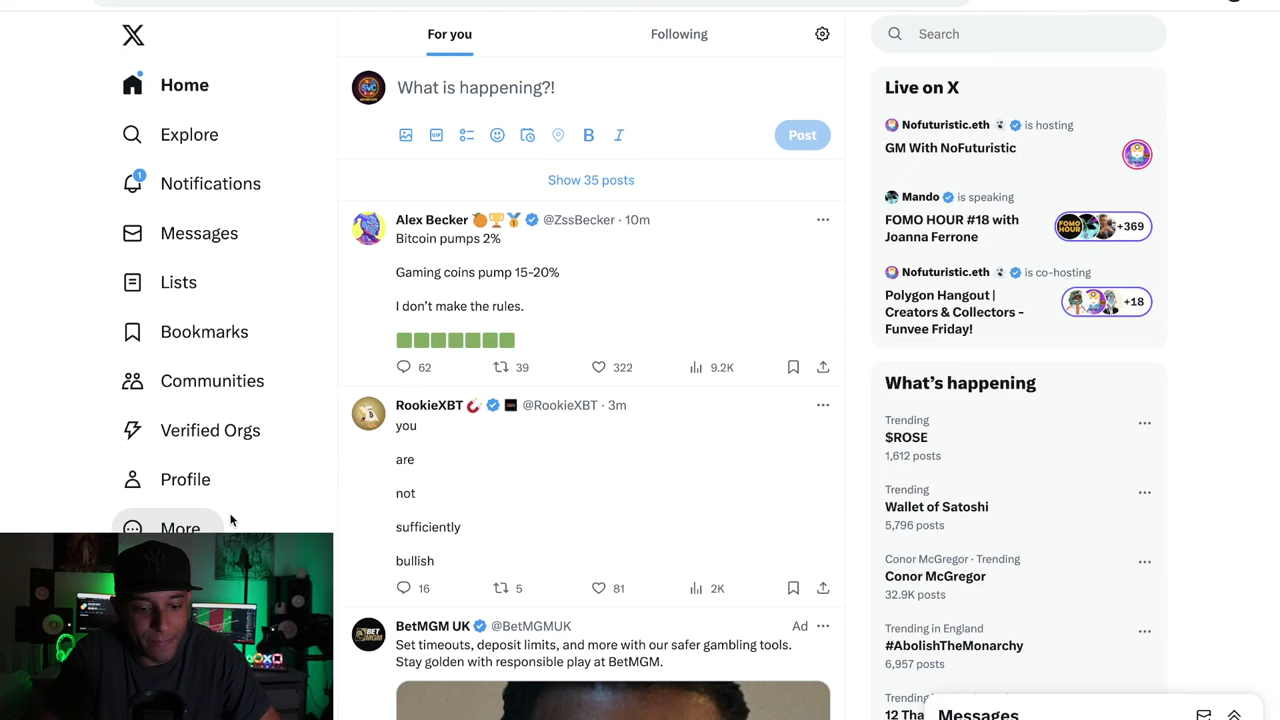 X
Home
Explore
1
Notifications
Messages
Lists
Bookmarks
Communities
Verified Orgs
Profile
More
For you
Following
SVC
What is happening?!
GIF
B
I
Post
Show 35 posts
Alex Becker 🍊🏆🥇 @ZssBecker · 10m
Bitcoin pumps 2%
Gaming coins pump 15-20%
I don’t make the rules.
🟩🟩🟩🟩🟩🟩🟩
62
39
322
9.2K
RookieXBT 🧲 @RookieXBT · 3m
you
are
not
sufficiently
bullish
16
5
81
2K
BETMGM
BetMGM UK @BetMGMUK
Ad
Set timeouts, deposit limits, and more with our safer gambling tools.
Stay golden with responsible play at BetMGM.
Search
Live on X
Nofuturistic.eth is hosting
GM With NoFuturistic
Mando is speaking
FOMO HOUR #18 with
Joanna Ferrone
FOMO
HOUR
+369
Nofuturistic.eth is co-hosting
Polygon Hangout |
Creators & Collectors -
Funvee Friday!
+18
What’s happening
Trending
$ROSE
1,612 posts
Trending
Wallet of Satoshi
5,796 posts
Conor McGregor · Trending
Conor McGregor
32.9K posts
Trending in England
#AbolishTheMonarchy
6,957 posts
Trending
12 Tha
Messages